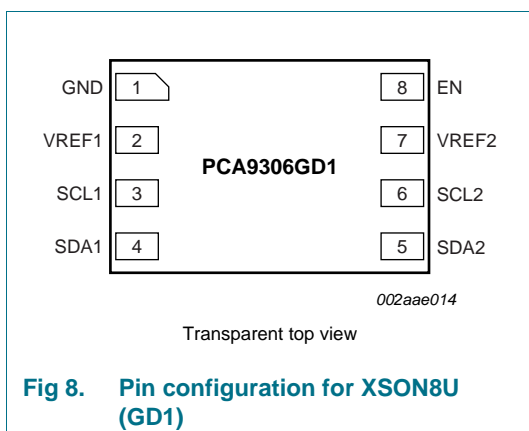 GND 1 8 EN
VREF1 2 7 VREF2
PCA9306GD1
SCL1 3 6 SCL2
SDA1 4 5 SDA2
002aae014
Transparent top view
Fig 8. Pin configuration for XSON8U
(GD1)